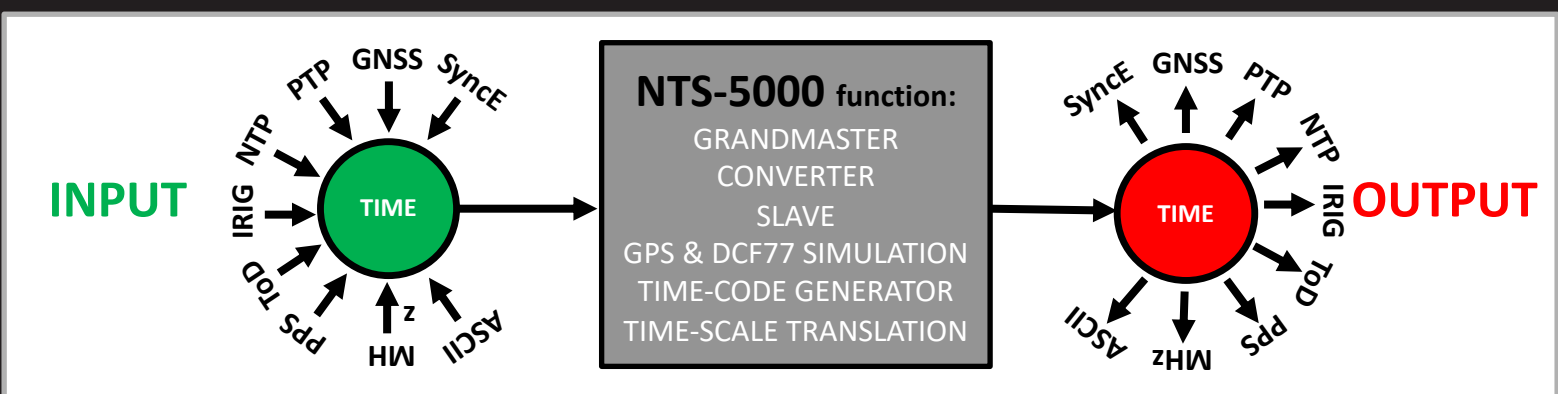 INPUT
GNSS
SyncE
PTP
NTP
IRIG
ToD
PPS
MH
z
ASCII
TIME
NTS-5000 function:
GRANDMASTER
CONVERTER
SLAVE
GPS & DCF77 SIMULATION
TIME-CODE GENERATOR
TIME-SCALE TRANSLATION
SyncE
GNSS
PTP
NTP
IRIG
ToD
PPS
MHz
ASCII
TIME
OUTPUT